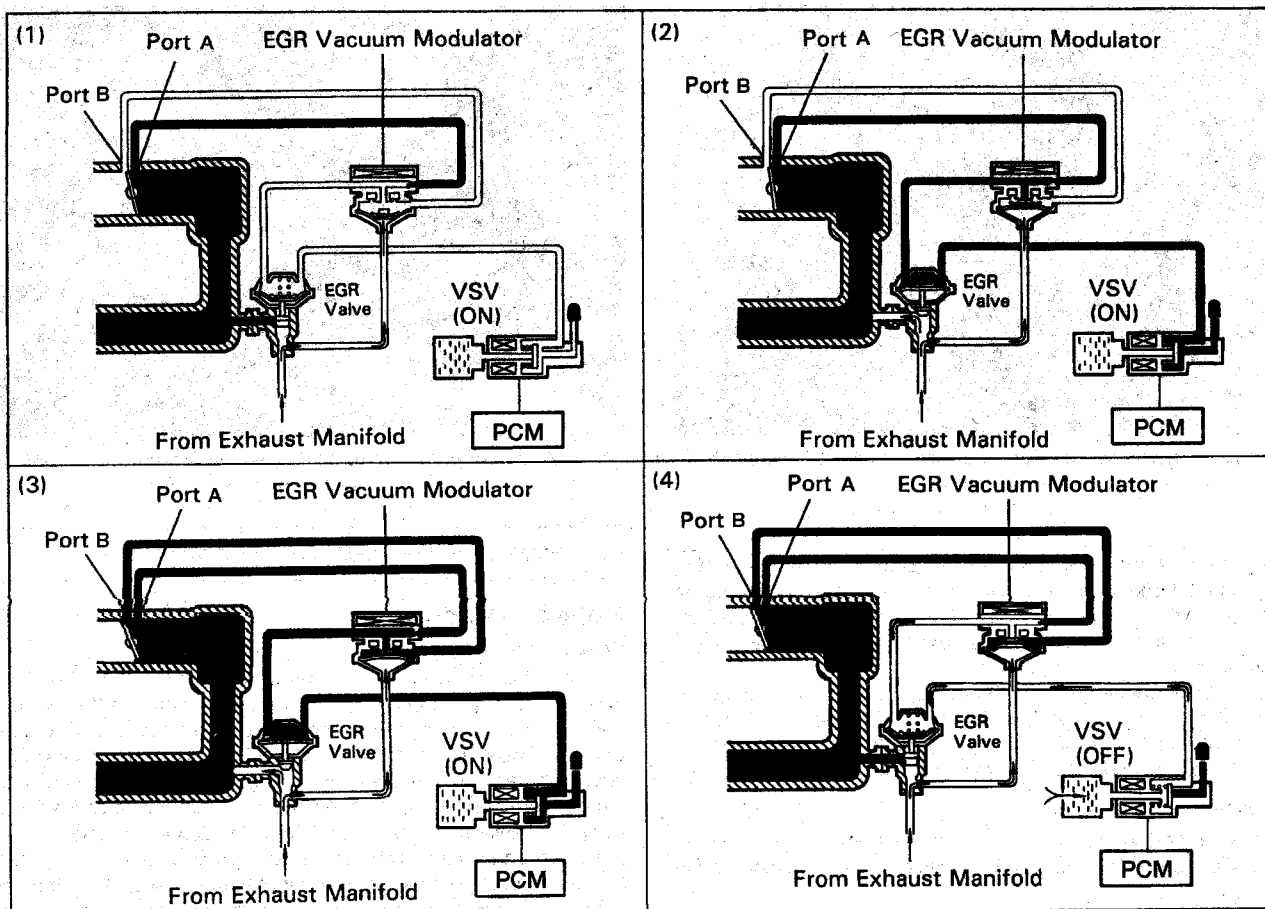 (1)
Port A
EGR Vacuum Modulator
Port B
EGR
Valve
VSV
(ON)
PCM
From Exhaust Manifold
(2)
Port A
EGR Vacuum Modulator
Port B
EGR
Valve
VSV
(ON)
PCM
From Exhaust Manifold
(3)
Port A
EGR Vacuum Modulator
Port B
EGR
Valve
VSV
(ON)
PCM
From Exhaust Manifold
(4)
Port A
EGR Vacuum Modulator
Port B
EGR
Valve
VSV
(OFF)
PCM
From Exhaust Manifold